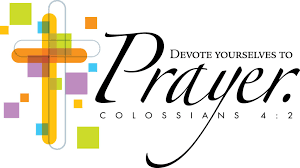 DEVOTE YOURSELVES TO
Prayer.
COLOSSIANS 4:2